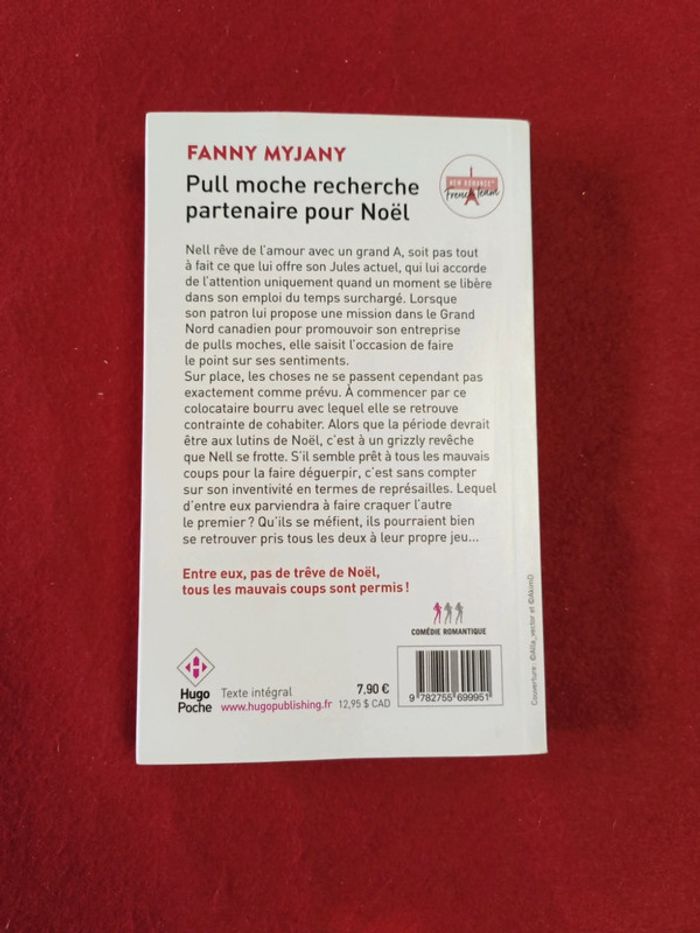 FANNY MYJANY
Pull moche recherche
partenaire pour Noël
NEW ROMANCE®
French team
Nell rêve de l'amour avec un grand A, soit pas tout
à fait ce que lui offre son Jules actuel, qui lui accorde
de l'attention uniquement quand un moment se libère
dans son emploi du temps surchargé. Lorsque
son patron lui propose une mission dans le Grand
Nord canadien pour promouvoir son entreprise
de pulls moches, elle saisit l'occasion de faire
le point sur ses sentiments.
Sur place, les choses ne se passent cependant pas
exactement comme prévu. À commencer par ce
colocataire bourru avec lequel elle se retrouve
contrainte de cohabiter. Alors que la période devrait
être aux lutins de Noël, c'est à un grizzly revêche
que Nell se frotte. S'il semble prêt à tous les mauvais
coups pour la faire déguerpir, c'est sans compter
sur son inventivité en termes de représailles. Lequel
d'entre eux parviendra à faire craquer l'autre
le premier ? Qu'ils se méfient, ils pourraient bien
se retrouver pris tous les deux à leur propre jeu...
Entre eux, pas de trêve de Noël,
tous les mauvais coups sont permis !
COMÉDIE ROMANTIQUE
Hugo
Poche
Texte intégral
www.hugopublishing.fr
7,90 €
12,95 $ CAD
9 782755 699951
Couverture : ©Alila_vector et ©AkimD